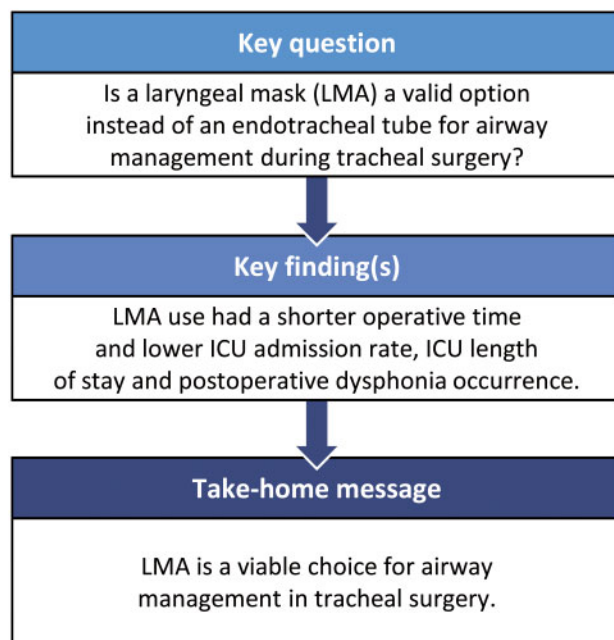 Key question
Is a laryngeal mask (LMA) a valid option
instead of an endotracheal tube for airway
management during tracheal surgery?
Key finding(s)
LMA use had a shorter operative time
and lower ICU admission rate, ICU length
of stay and postoperative dysphonia occurrence.
Take-home message
LMA is a viable choice for airway
management in tracheal surgery.